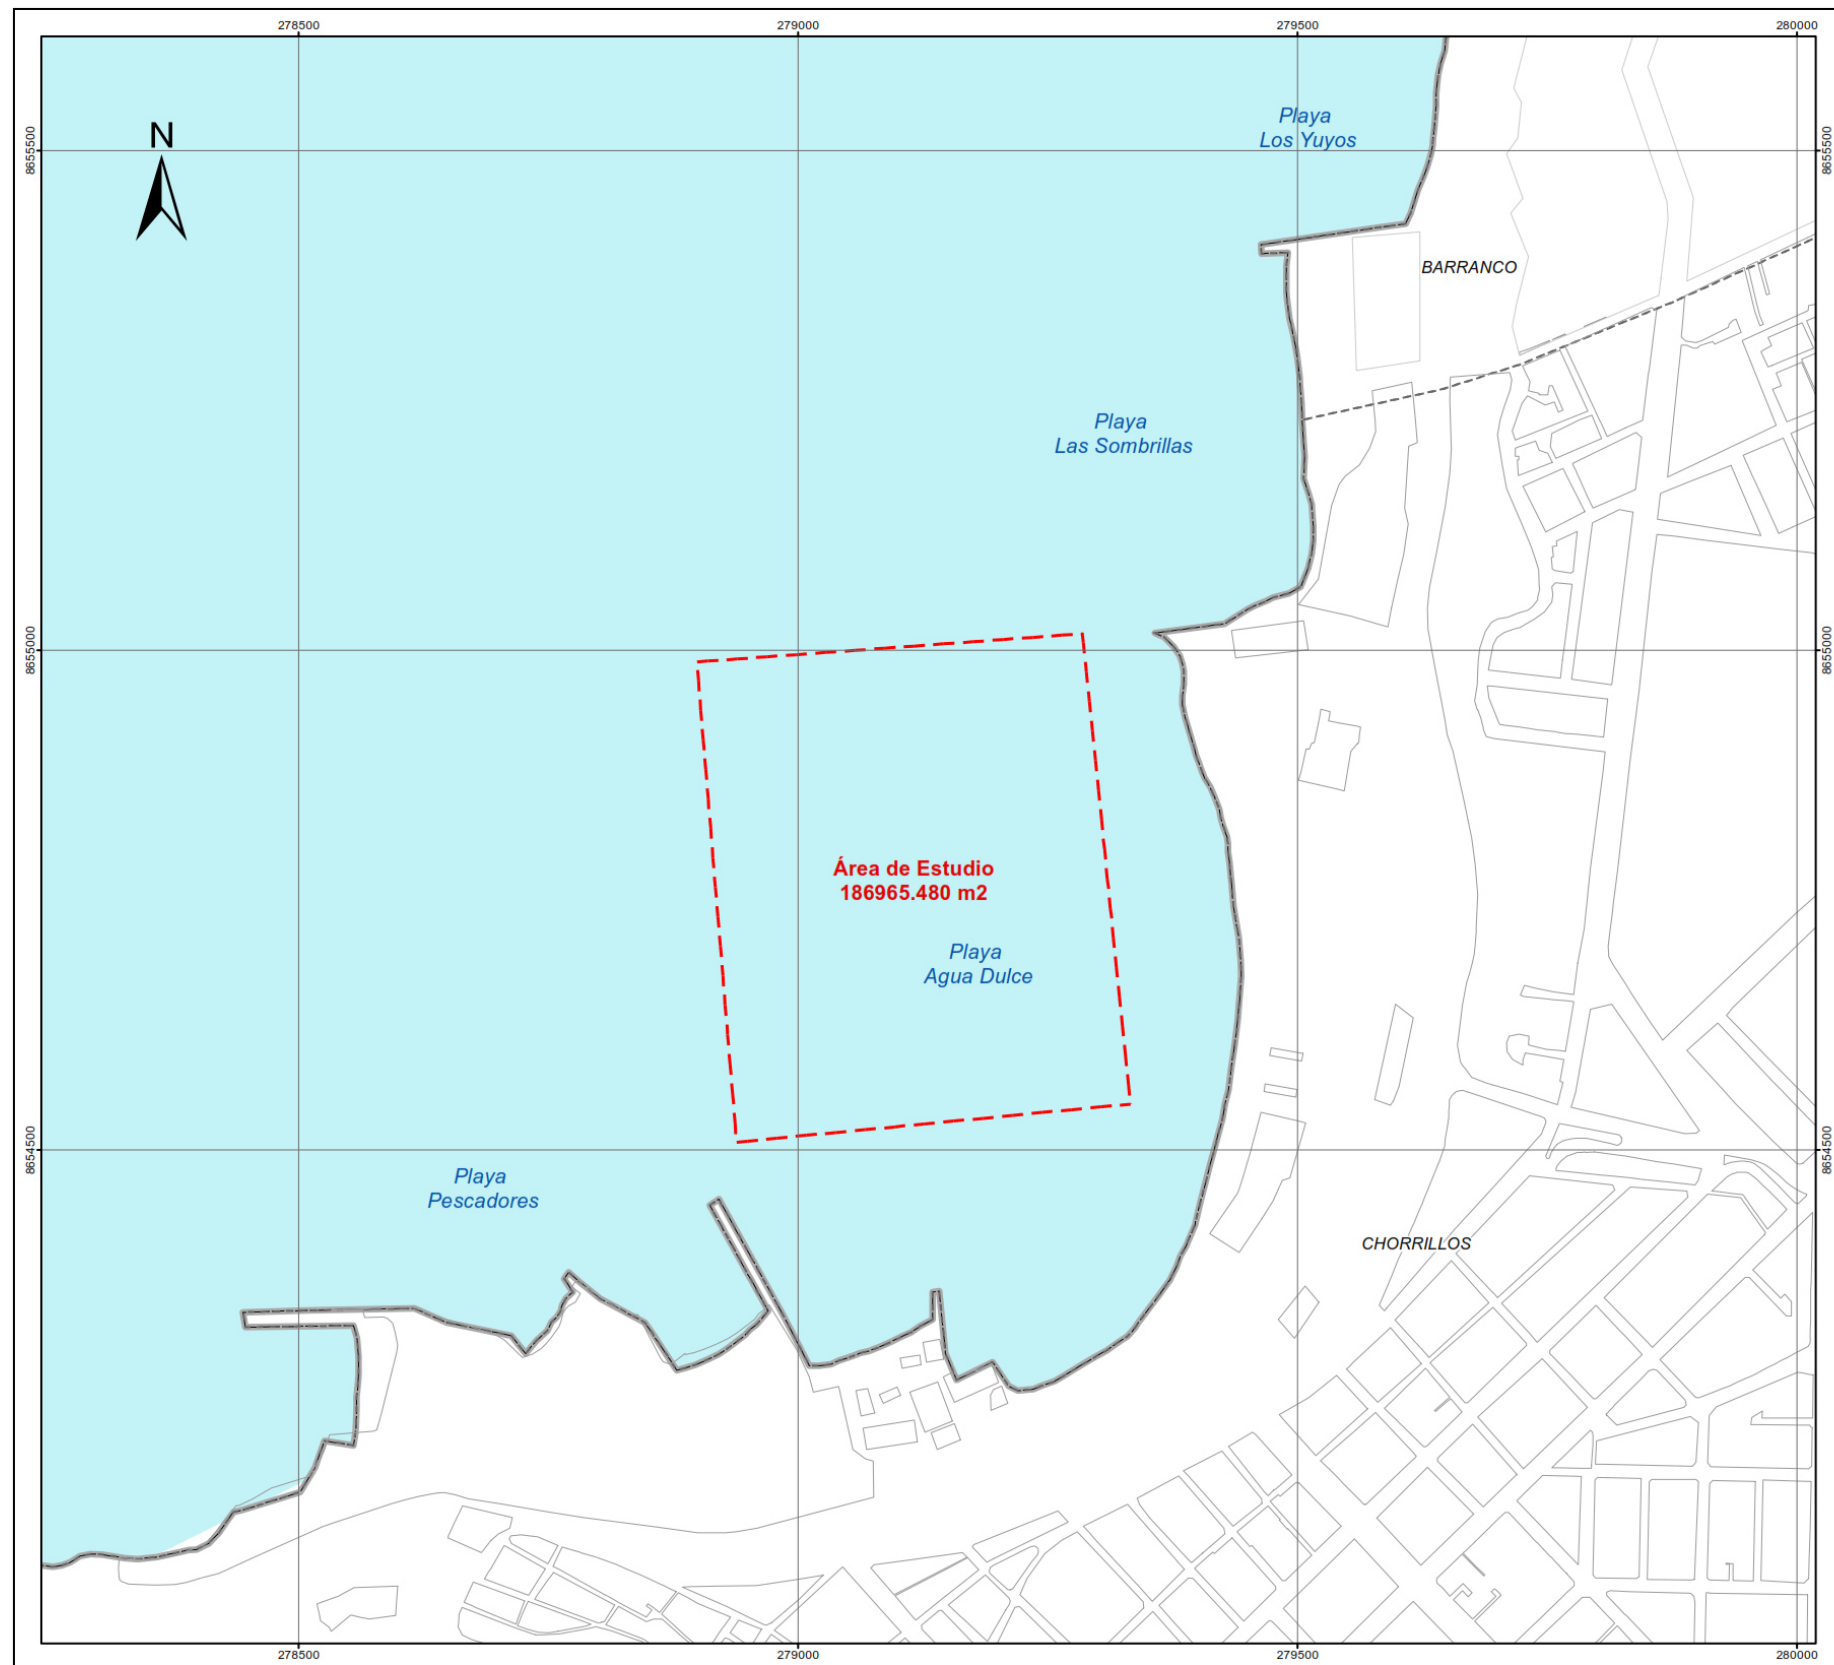 278500
279000
279500
280000
N
Playa
Los Yuyos
8655500
8655500
BARRANCO
Playa
Las Sombrillas
8655000
8655000
Área de Estudio
186965.480 m2
Playa
Agua Dulce
8654500
8654500
Playa
Pescadores
CHORRILLOS
278500
279000
279500
280000